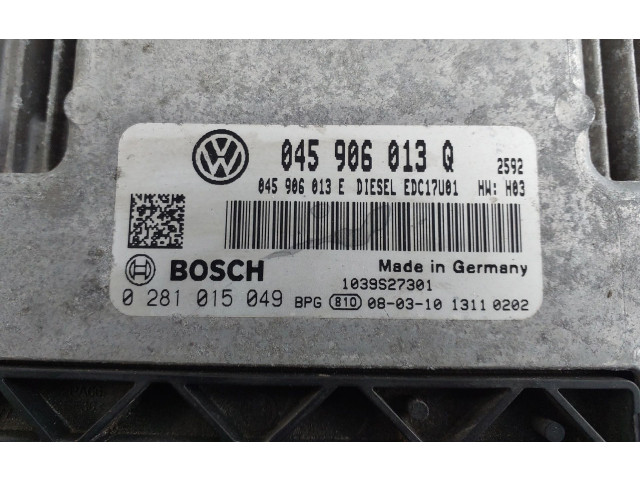 045 906 013 Q 2592
045 906 013 E DIESEL EDC17U01 HW: H03
BOSCH Made in Germany
1039S27301
0 281 015 049 BPG 810 08-03-10 1311 0202